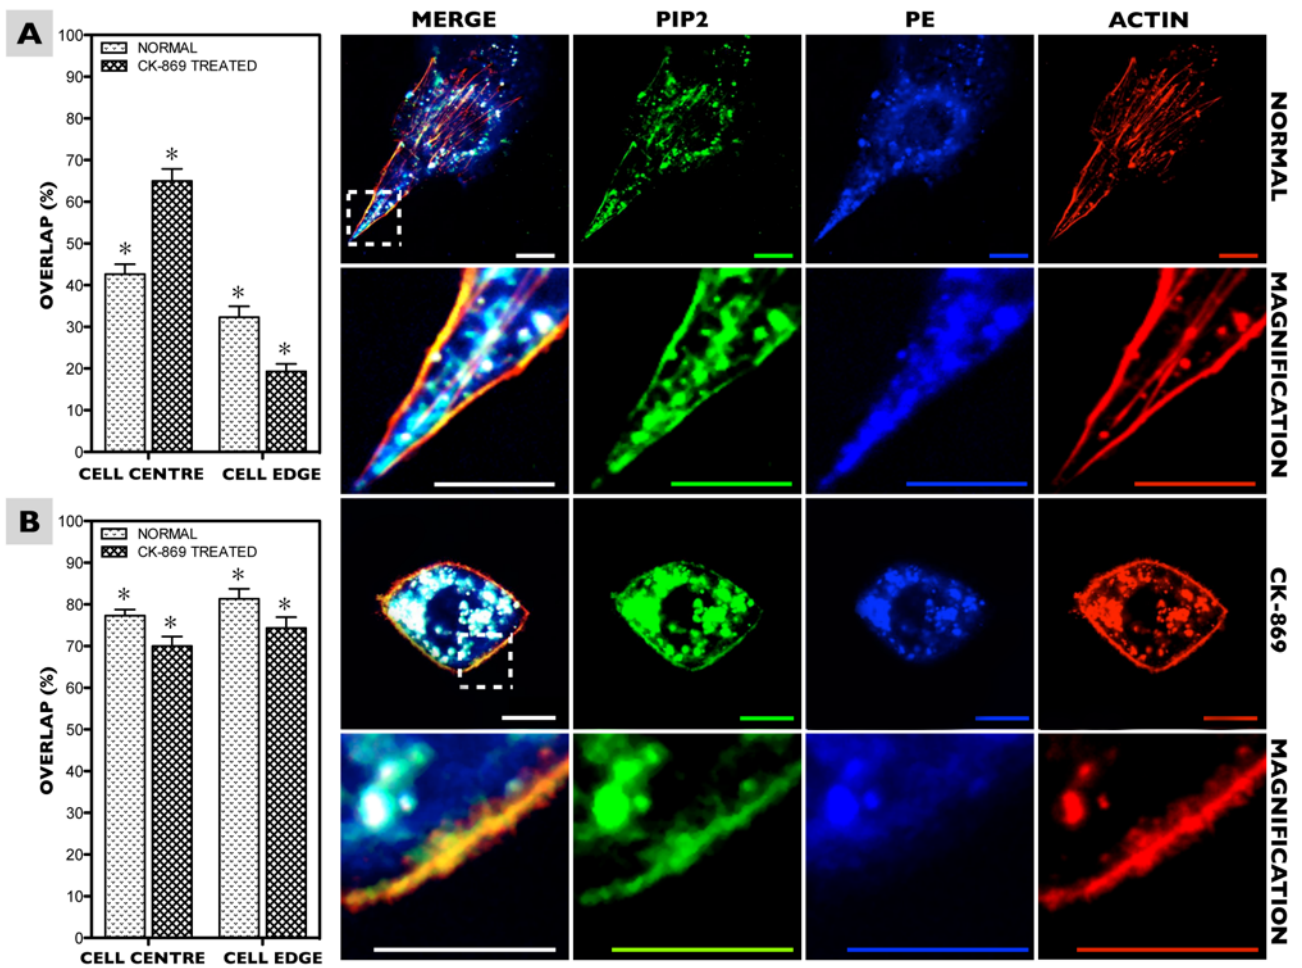 MERGE PIP2 PE ACTIN
A
NORMAL
CK-869 TREATED
100
90
80
70
60
50
40
30
20
10
0
OVERLAP (%)
* * * *
CELL CENTRE CELL EDGE
NORMAL
MAGNIFICATION
B
NORMAL
CK-869 TREATED
100
90
80
70
60
50
40
30
20
10
0
OVERLAP (%)
* * * *
CELL CENTRE CELL EDGE
CK-869
MAGNIFICATION